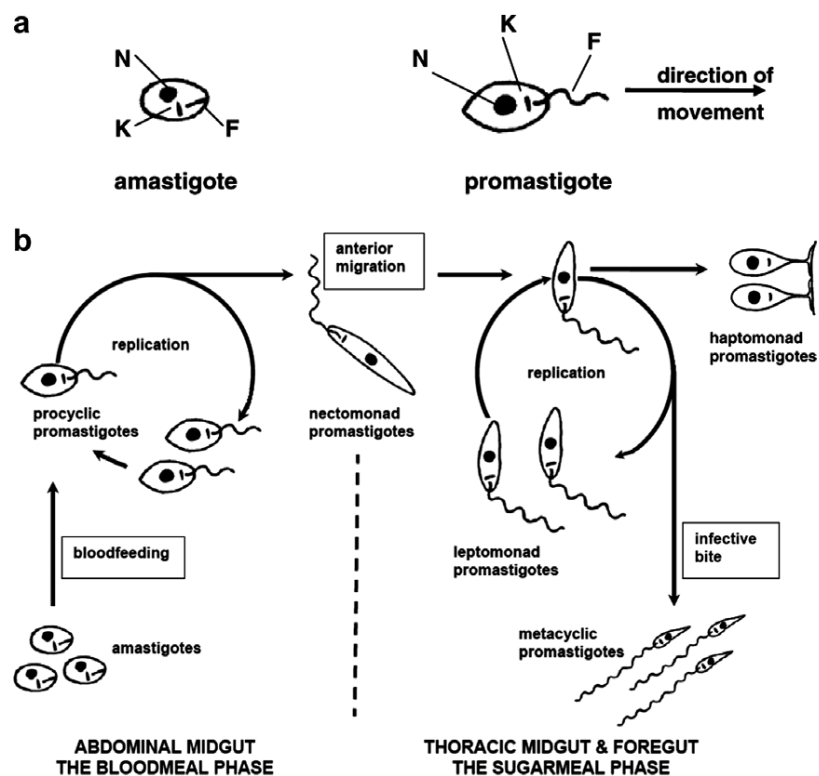 a
N
K
F
amastigote
N
K
F
promastigote
direction of
movement
b
replication
procyclic
promastigotes
bloodfeeding
amastigotes
anterior
migration
nectomonad
promastigotes
replication
leptomonad
promastigotes
haptomonad
promastigotes
infective
bite
metacyclic
promastigotes
ABDOMINAL MIDGUT
THE BLOODMEAL PHASE
THORACIC MIDGUT & FOREGUT
THE SUGARMEAL PHASE